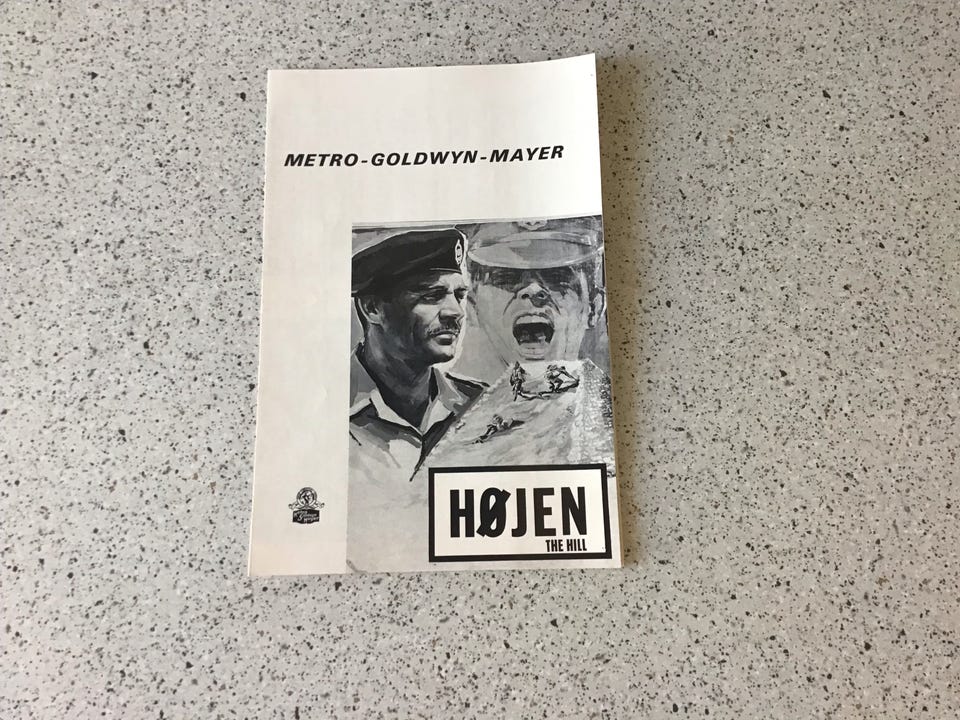 METRO-GOLDWYN-MAYER
HØJEN
THE HILL